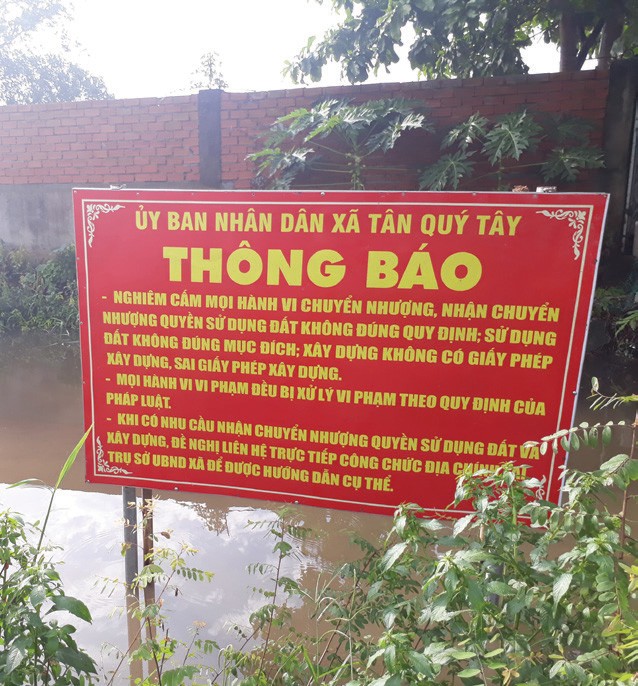 ỦY BAN NHÂN DÂN XÃ TÂN QUÝ TÂY
THÔNG BÁO
- NGHIÊM CẤM MỌI HÀNH VI CHUYỂN NHƯỢNG, NHẬN CHUYỂN
NHƯỢNG QUYỀN SỬ DỤNG ĐẤT KHÔNG ĐÚNG QUY ĐỊNH; SỬ DỤNG
ĐẤT KHÔNG ĐÚNG MỤC ĐÍCH; XÂY DỰNG KHÔNG CÓ GIẤY PHÉP
XÂY DỰNG, SAI GIẤY PHÉP XÂY DỰNG.
- MỌI HÀNH VI VI PHẠM ĐỀU BỊ XỬ LÝ VI PHẠM THEO QUY ĐỊNH CỦA
PHÁP LUẬT.
- KHI CÓ NHU CẦU NHẬN CHUYỂN NHƯỢNG QUYỀN SỬ DỤNG ĐẤT VÀ
XÂY DỰNG, ĐỀ NGHỊ LIÊN HỆ TRỰC TIẾP CÔNG CHỨC ĐỊA
TRỤ SỞ UBND XÃ ĐỂ ĐƯỢC HƯỚNG DẪN CỤ THỂ.